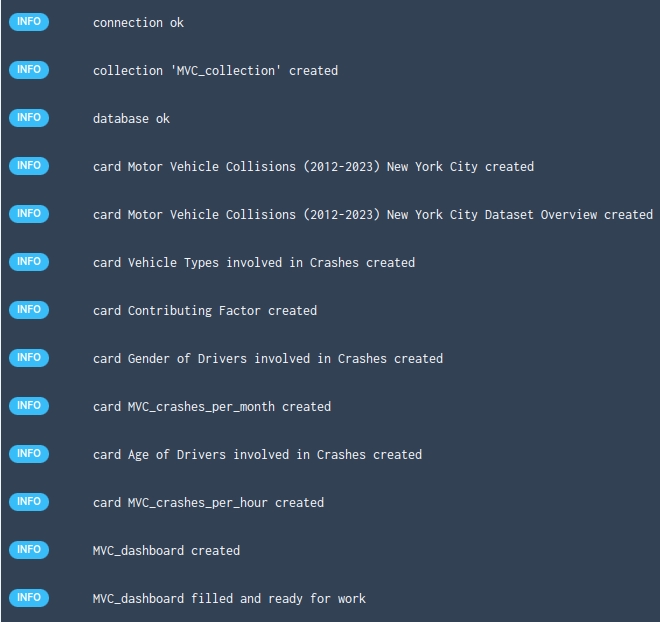 INFO connection ok
INFO collection 'MVC_collection' created
INFO database ok
INFO card Motor Vehicle Collisions (2012-2023) New York City created
INFO card Motor Vehicle Collisions (2012-2023) New York City Dataset Overview created
INFO card Vehicle Types involved in Crashes created
INFO card Contributing Factor created
INFO card Gender of Drivers involved in Crashes created
INFO card MVC_crashes_per_month created
INFO card Age of Drivers involved in Crashes created
INFO card MVC_crashes_per_hour created
INFO MVC_dashboard created
INFO MVC_dashboard filled and ready for work